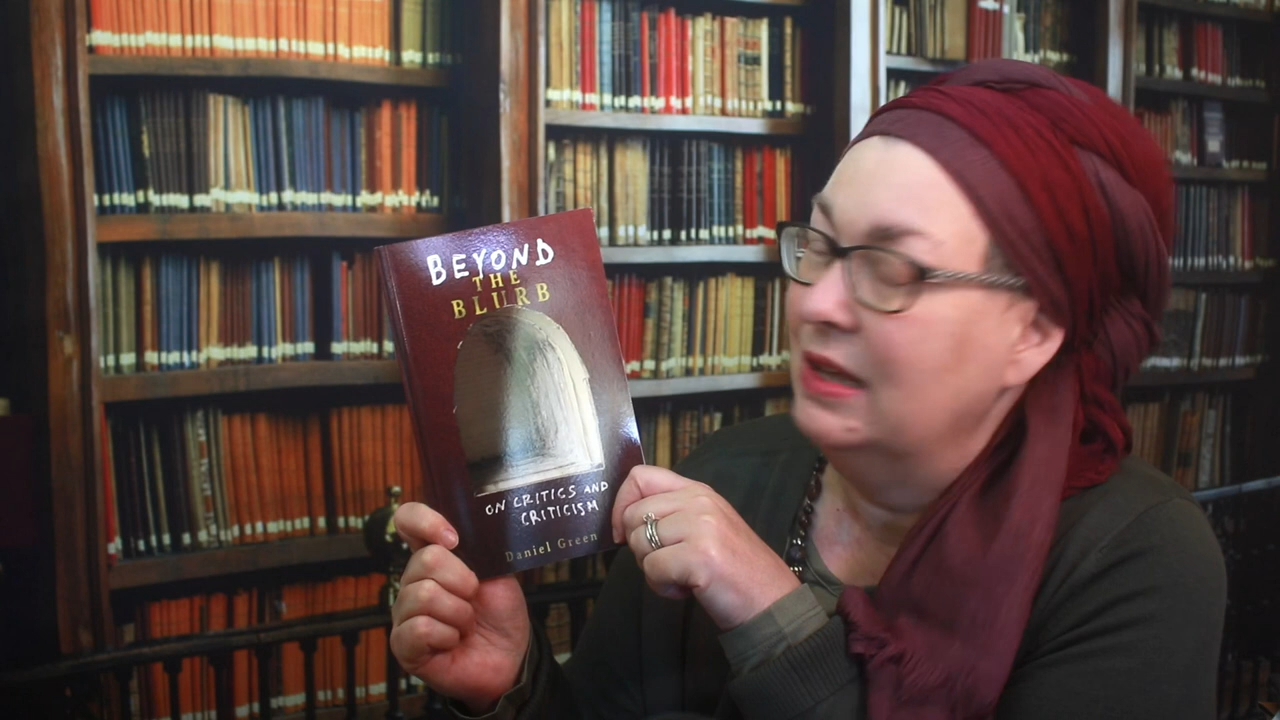 BEYOND
THE
BLURB
ON CRITICS AND
CRITICISM
Daniel Green